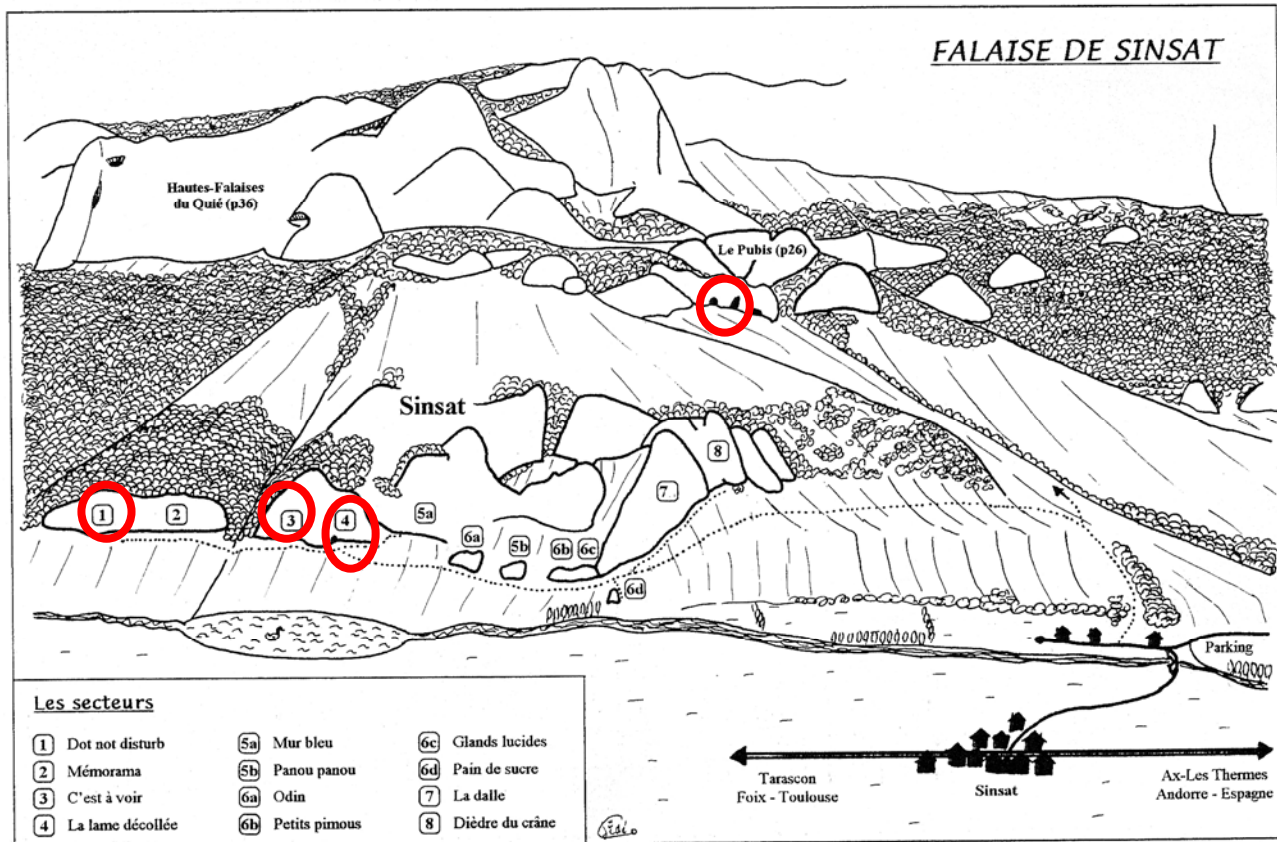 FALAISE DE SINSAT
Hautes-Falaises
du Quié (p36)
Le Pubis (p26)
Sinsat
1
2
3
4
5a
6a
5b
6b
6c
6d
7
8
Parking
Les secteurs
1 Dot not disturb
2 Mémorama
3 C'est à voir
4 La lame décollée
5a Mur bleu
5b Panou panou
6a Odin
6b Petits pimous
6c Glands lucides
6d Pain de sucre
7 La dalle
8 Dièdre du crâne
Tarascon
Foix - Toulouse
Sinsat
Ax-Les Thermes
Andorre - Espagne